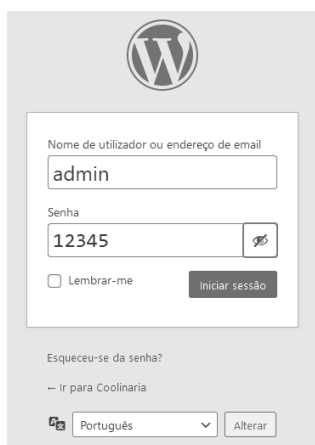 Nome de utilizador ou endereço de email
admin
Senha
12345
Lembrar-me
Iniciar sessão
Esqueceu-se da senha?
← Ir para Coolinaria
Português
Alterar